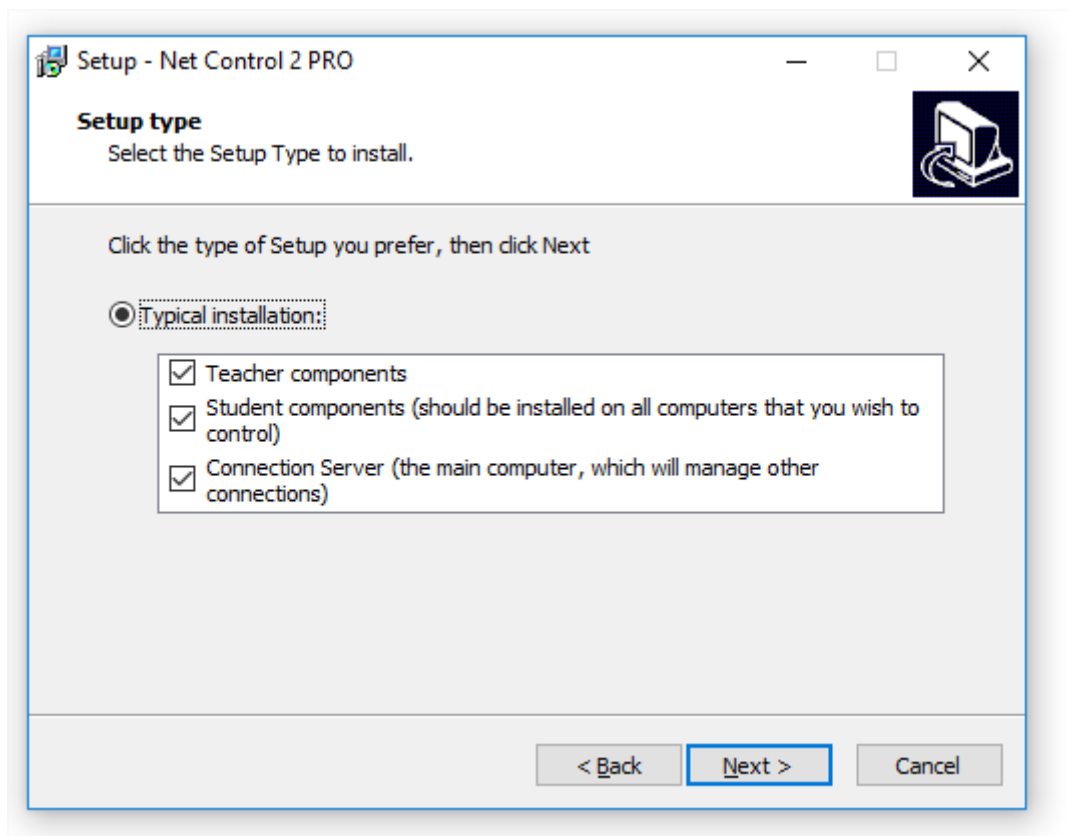 Setup - Net Control 2 PRO
Setup type
Select the Setup Type to install.
Click the type of Setup you prefer, then click Next
Typical installation:
Teacher components
Student components (should be installed on all computers that you wish to
control)
Connection Server (the main computer, which will manage other
connections)
< Back
Next >
Cancel